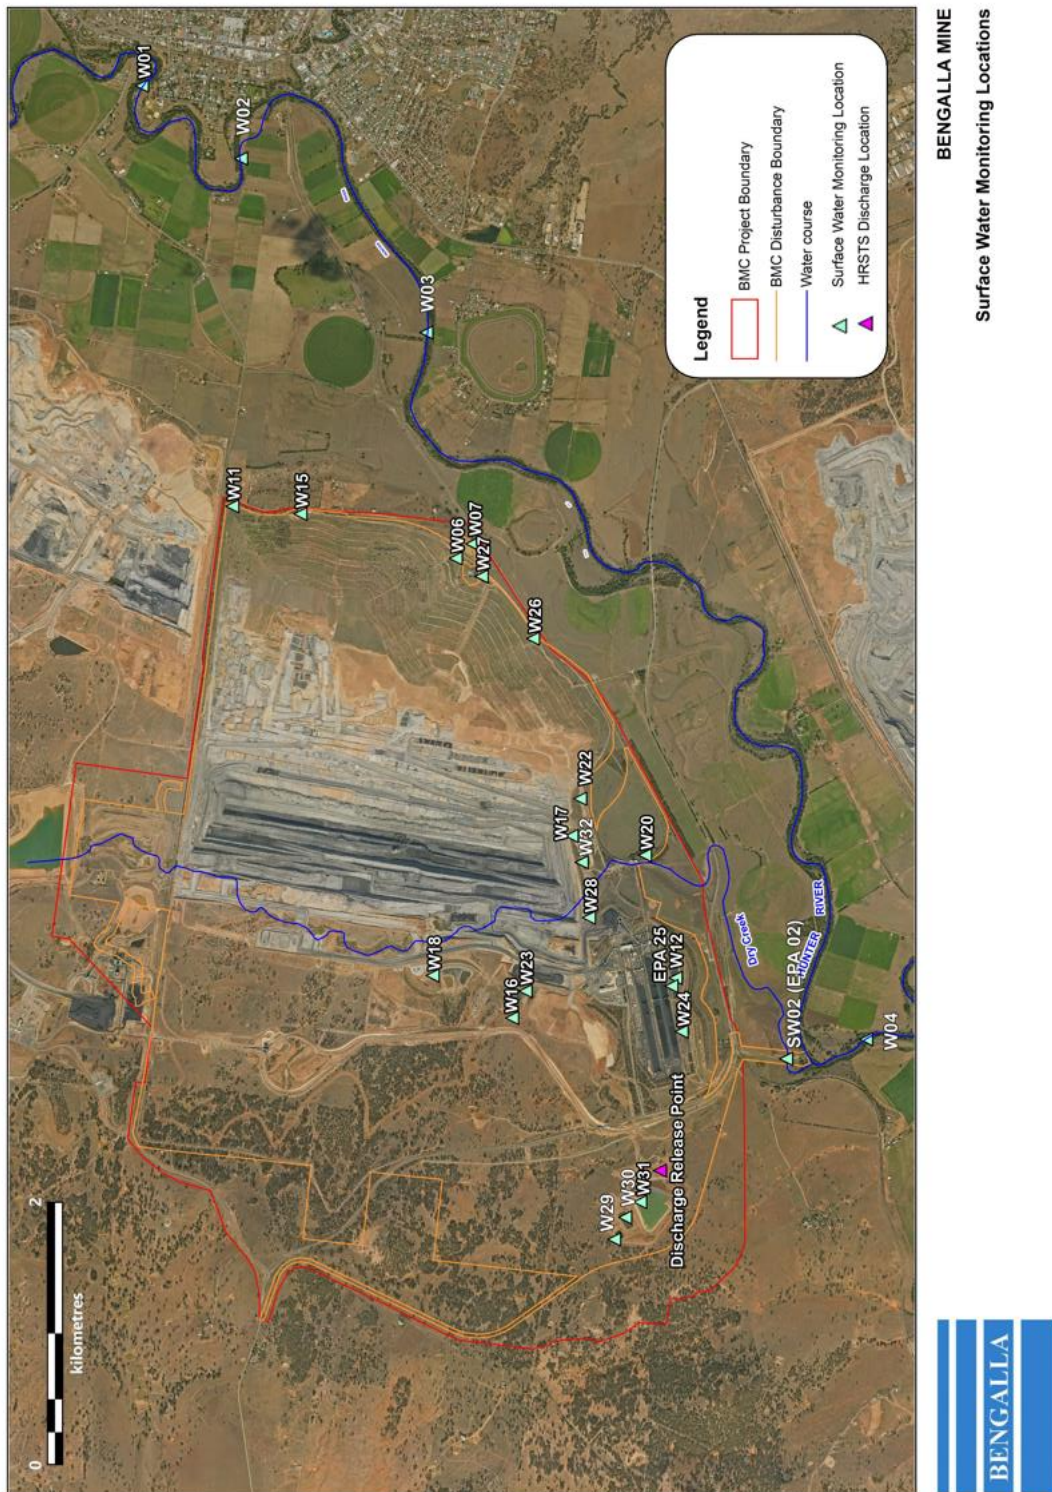 W01
W02
W03
W11
W15
W06
W07
W27
W26
W22
W17
W32
W20
W28
W18
W23
W16
EPA 25
W12
W24
Dry Creek
HUNTER RIVER
SW02 (EPA 02)
W04
Discharge Release Point
W31
W30
W29
Legend
BMC Project Boundary
BMC Disturbance Boundary
Water course
Surface Water Monitoring Location
HRSTS Discharge Location
0 2
kilometres
BENGALLA MINE
Surface Water Monitoring Locations
BENGALLA